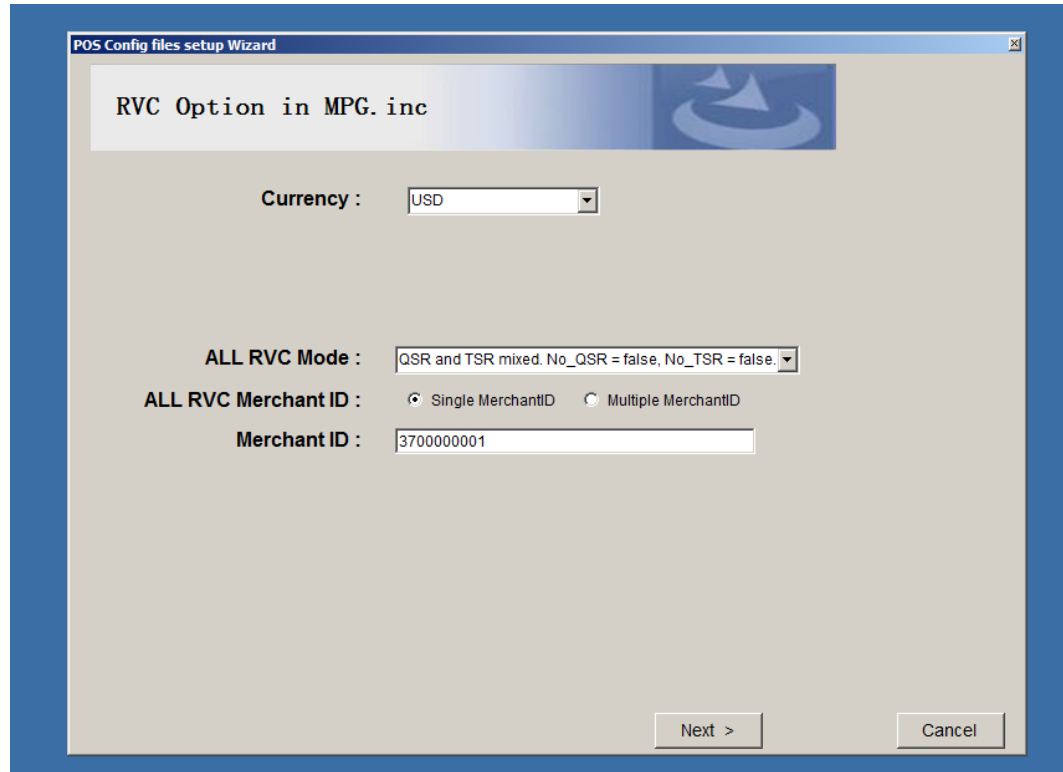 POS Config files setup Wizard
RVC Option in MPG.inc
Currency :
USD
ALL RVC Mode :
QSR and TSR mixed. No_QSR = false, No_TSR = false.
ALL RVC Merchant ID :
Single MerchantID
Multiple MerchantID
Merchant ID :
3700000001
Next >
Cancel